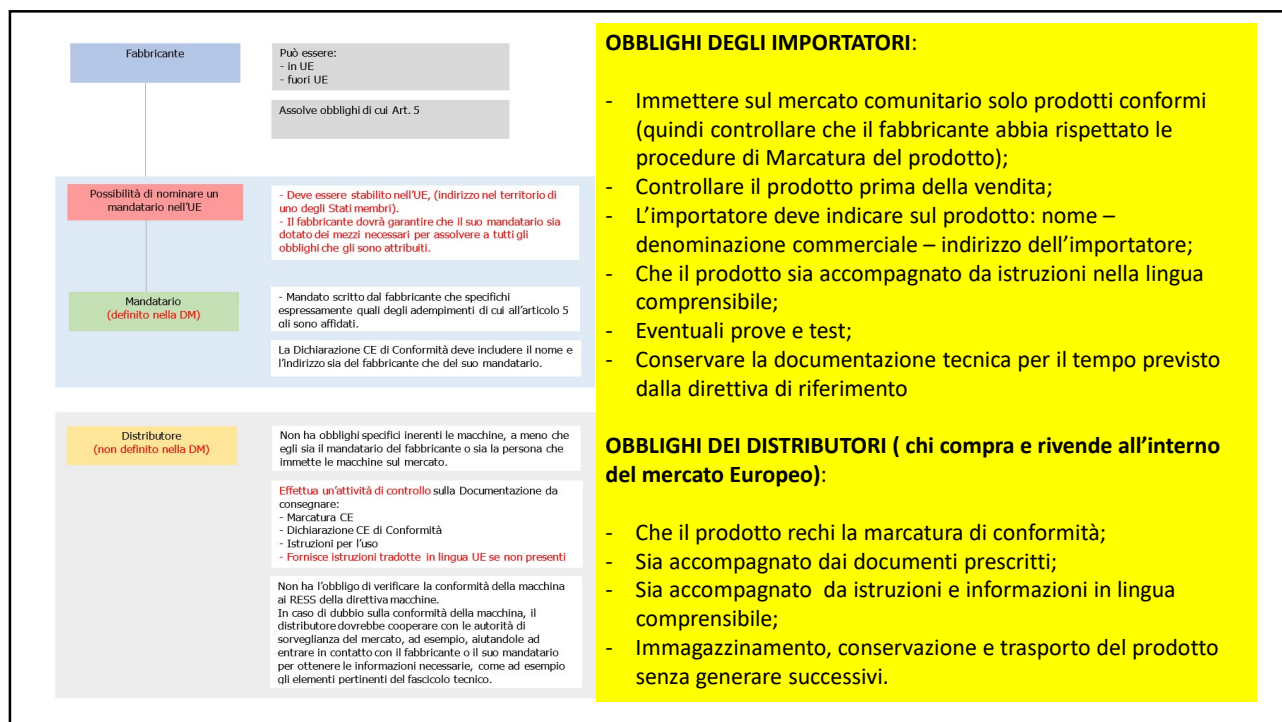 Fabbricante
Può essere:
- in UE
- fuori UE
Assolve obblighi di cui Art. 5
Possibilità di nominare un
mandatario nell'UE
- Deve essere stabilito nell'UE, (indirizzo nel territorio di
uno degli Stati membri).
- Il fabbricante dovrà garantire che il suo mandatario sia
dotato dei mezzi necessari per assolvere a tutti gli
obblighi che gli sono attribuiti.
Mandatario
(definito nella DM)
- Mandato scritto dal fabbricante che specifichi
espressamente quali degli adempimenti di cui all'articolo 5
gli sono affidati.
La Dichiarazione CE di Conformità deve includere il nome e
l'indirizzo sia del fabbricante che del suo mandatario.
Distributore
(non definito nella DM)
Non ha obblighi specifici inerenti le macchine, a meno che
egli sia il mandatario del fabbricante o sia la persona che
immette le macchine sul mercato.
Effettua un'attività di controllo sulla Documentazione da
consegnare:
- Marcatura CE
- Dichiarazione CE di Conformità
- Istruzioni per l'uso
- Fornisce istruzioni tradotte in lingua UE se non presenti
Non ha l'obbligo di verificare la conformità della macchina
ai RESS della direttiva macchine.
In caso di dubbio sulla conformità della macchina, il
distributore dovrebbe cooperare con le autorità di
sorveglianza del mercato, ad esempio, aiutandole ad
entrare in contatto con il fabbricante o il suo mandatario
per ottenere le informazioni necessarie, come ad esempio
gli elementi pertinenti del fascicolo tecnico.
OBBLIGHI DEGLI IMPORTATORI:
- Immettere sul mercato comunitario solo prodotti conformi
(quindi controllare che il fabbricante abbia rispettato le
procedure di Marcatura del prodotto);
- Controllare il prodotto prima della vendita;
- L'importatore deve indicare sul prodotto: nome –
denominazione commerciale – indirizzo dell'importatore;
- Che il prodotto sia accompagnato da istruzioni nella lingua
comprensibile;
- Eventuali prove e test;
- Conservare la documentazione tecnica per il tempo previsto
dalla direttiva di riferimento
OBBLIGHI DEI DISTRIBUTORI ( chi compra e rivende all'interno
del mercato Europeo):
- Che il prodotto rechi la marcatura di conformità;
- Sia accompagnato dai documenti prescritti;
- Sia accompagnato da istruzioni e informazioni in lingua
comprensibile;
- Immagazzinamento, conservazione e trasporto del prodotto
senza generare successivi.